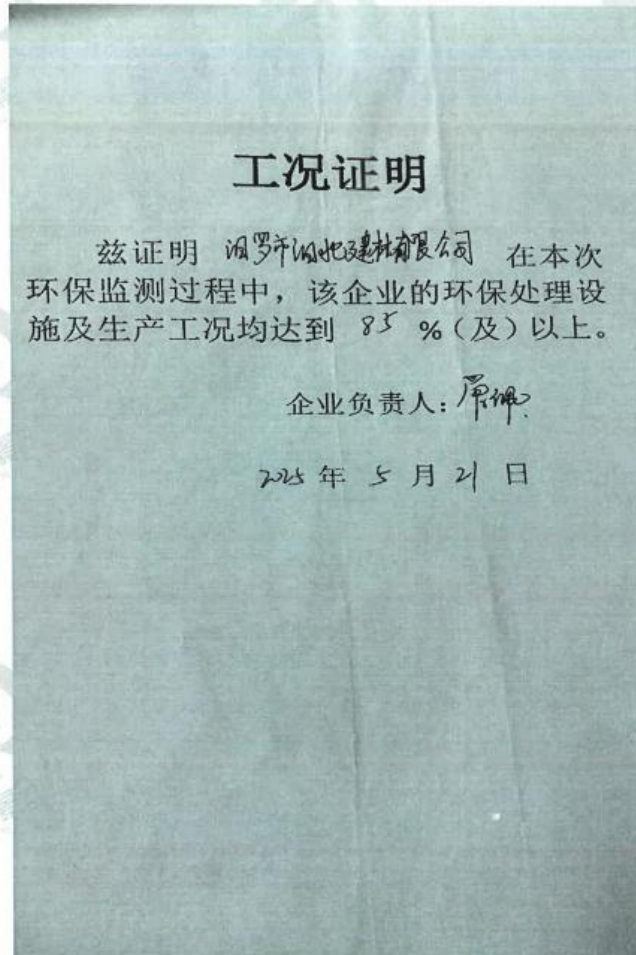 工况证明
兹证明 汨罗市汨北建材有限公司 在本次
环保监测过程中，该企业的环保处理设
施及生产工况均达到 85 %（及）以上。
企业负责人：
2025 年 5 月 21 日